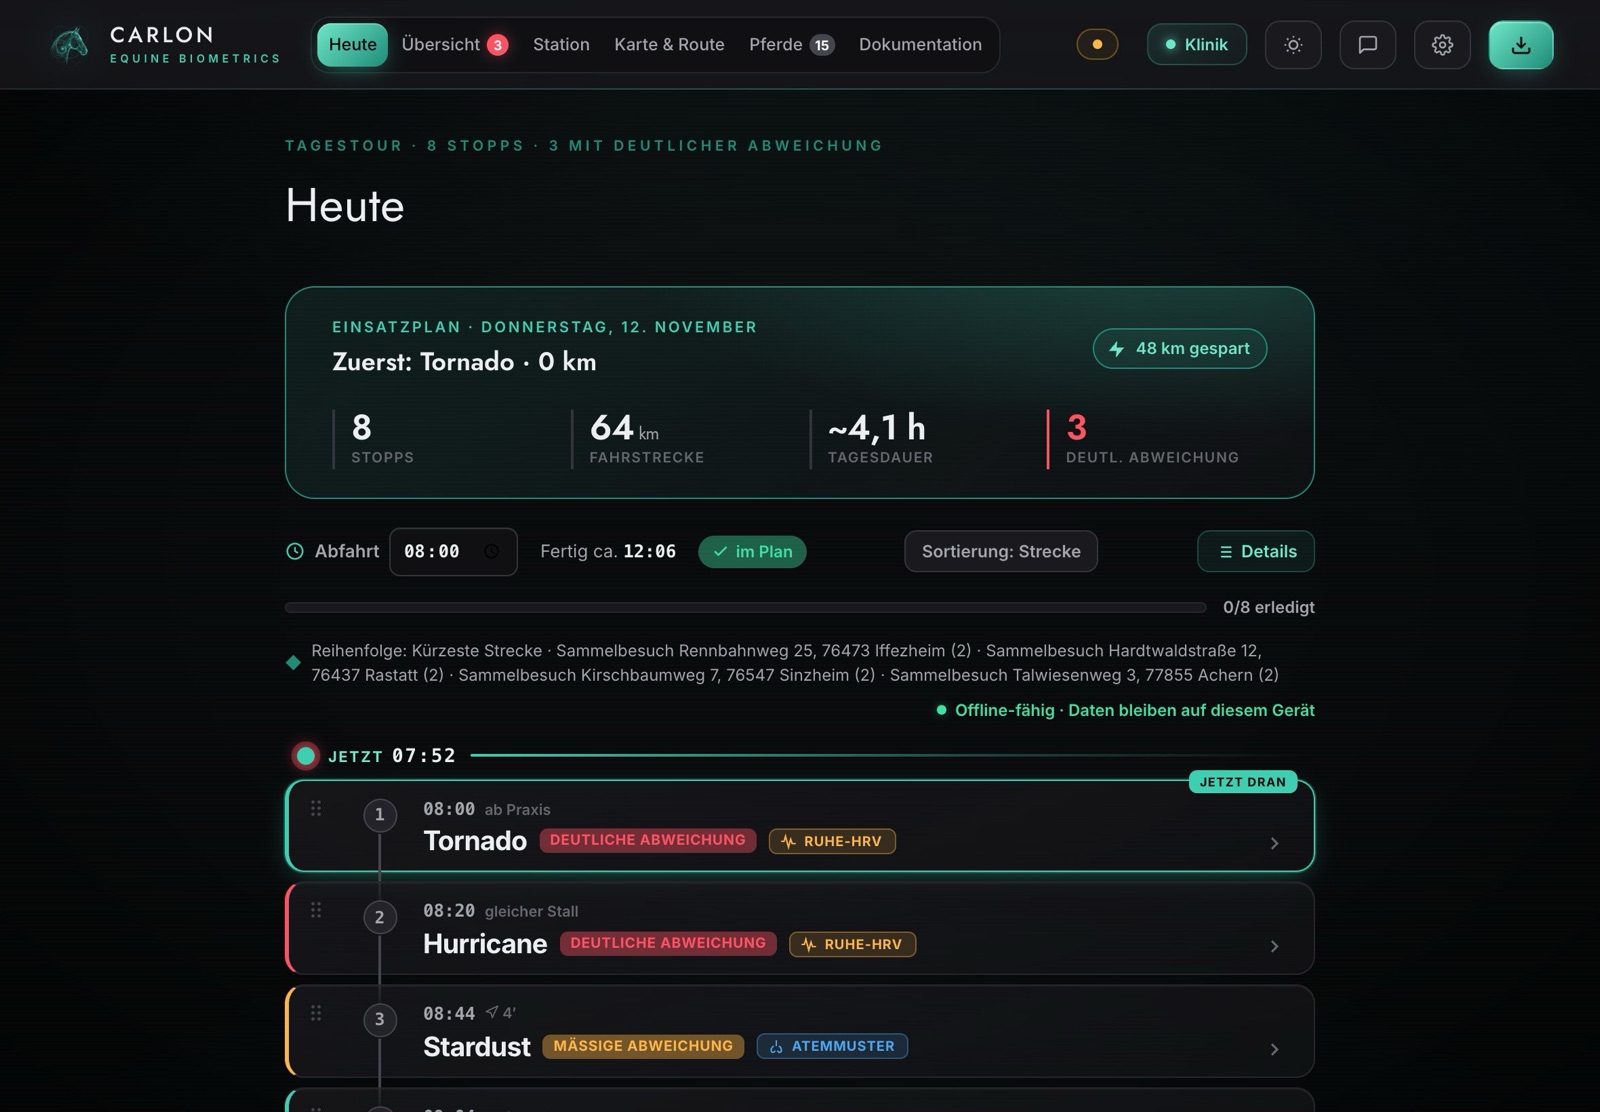 CARLON
EQUINE BIOMETRICS
Heute
Übersicht 3
Station
Karte & Route
Pferde 15
Dokumentation
Klinik
TAGESTOUR · 8 STOPPS · 3 MIT DEUTLICHER ABWEICHUNG
Heute
EINSATZPLAN · DONNERSTAG, 12. NOVEMBER
Zuerst: Tornado · 0 km
48 km gespart
8
STOPPS
64 km
FAHRSTRECKE
~4,1 h
TAGESDAUER
3
DEUTL. ABWEICHUNG
Abfahrt 08:00 Fertig ca. 12:06 im Plan
Sortierung: Strecke
Details
0/8 erledigt
Reihenfolge: Kürzeste Strecke · Sammelbesuch Rennbahnweg 25, 76473 Iffezheim (2) · Sammelbesuch Hardtwaldstraße 12,
76437 Rastatt (2) · Sammelbesuch Kirschbaumweg 7, 76547 Sinzheim (2) · Sammelbesuch Talwiesenweg 3, 77855 Achern (2)
Offline-fähig · Daten bleiben auf diesem Gerät
JETZT 07:52
JETZT DRAN
1
08:00 ab Praxis
Tornado DEUTLICHE ABWEICHUNG RUHE-HRV
2
08:20 gleicher Stall
Hurricane DEUTLICHE ABWEICHUNG RUHE-HRV
3
08:44 4′
Stardust MÄSSIGE ABWEICHUNG ATEMMUSTER